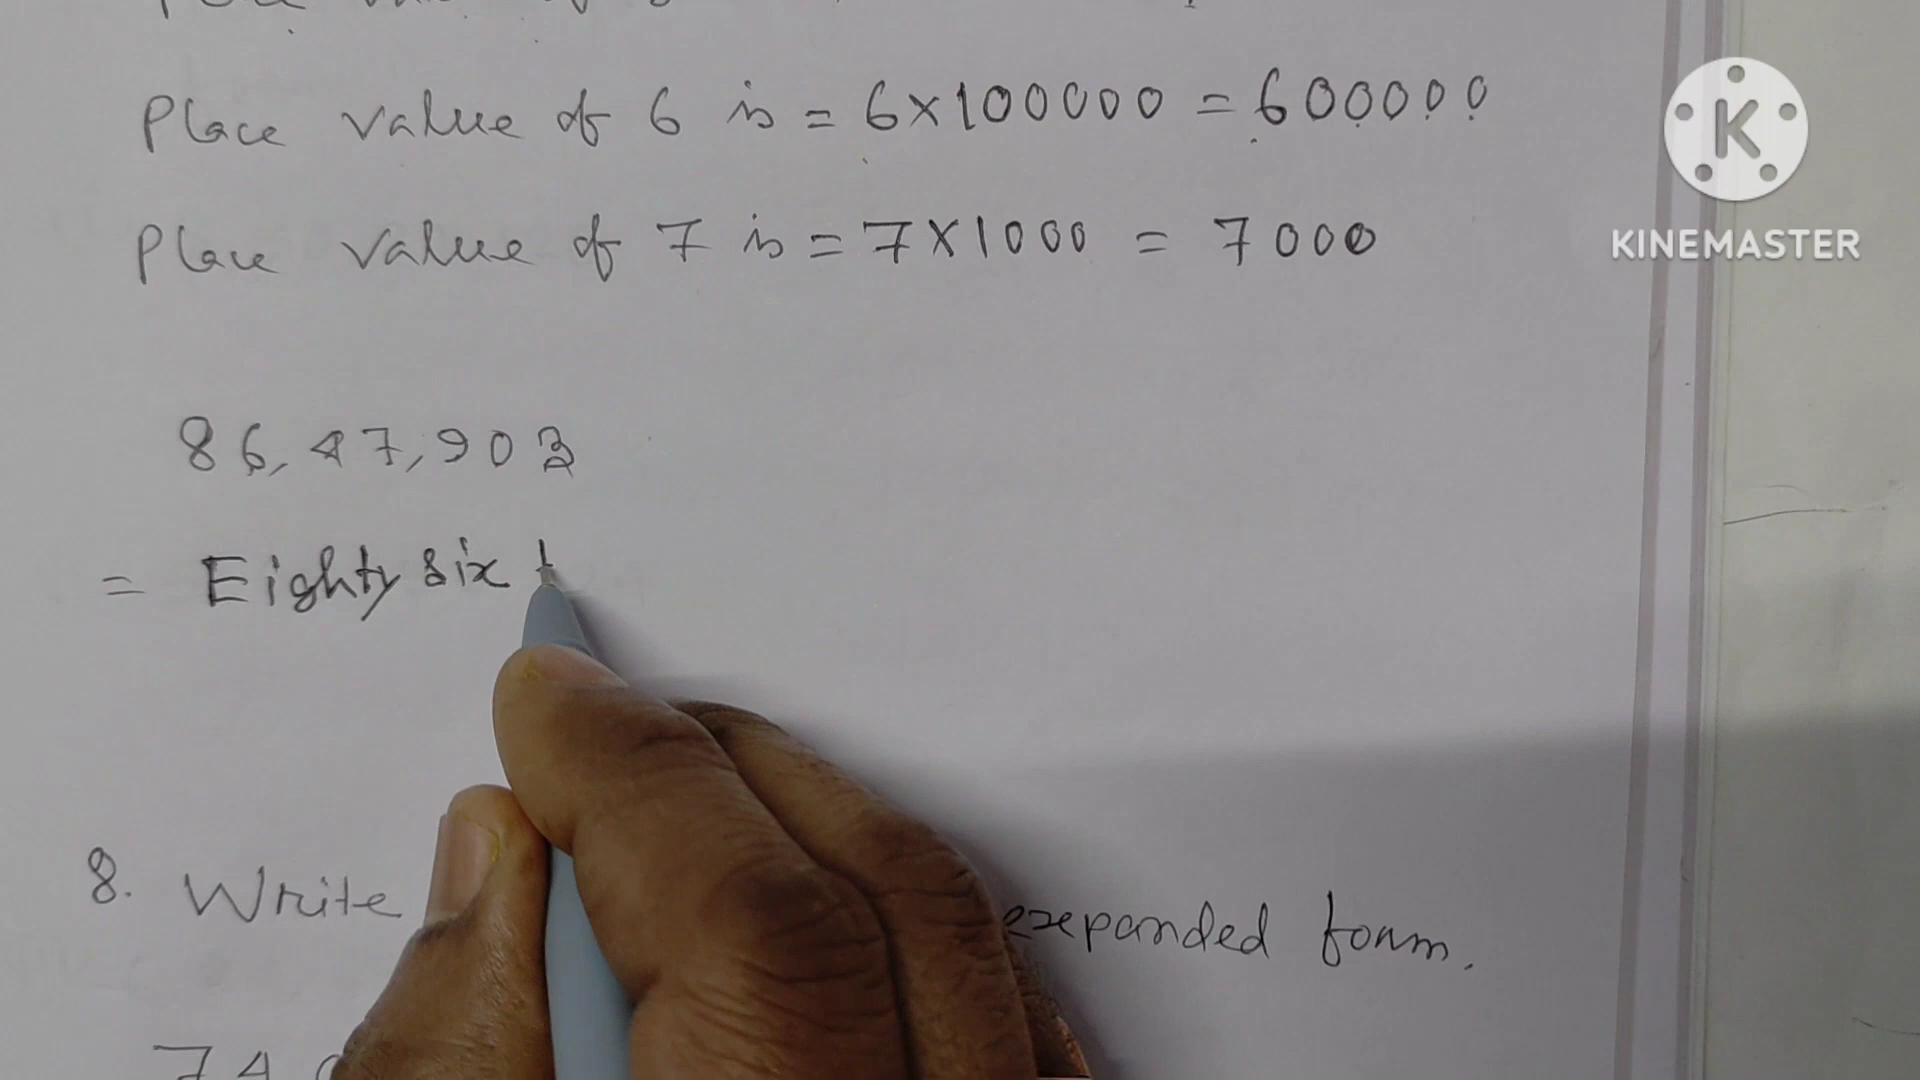 Place value of 6 is = 6×100000 = 600000
Place value of 7 is = 7×1000 = 7000
86,47,903
= Eighty six
8. Write expanded form.
74
K
KINEMASTER